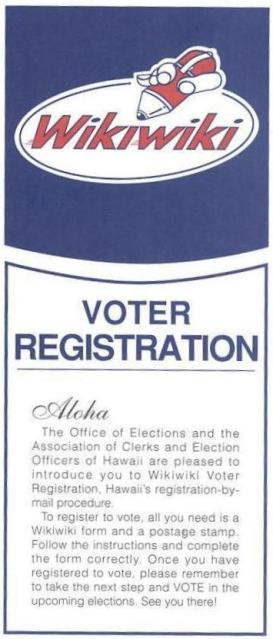 Wikiwiki
VOTER
REGISTRATION
Aloha
The Office of Elections and the
Association of Clerks and Election
Officers of Hawaii are pleased to
introduce you to Wikiwiki Voter
Registration, Hawaii's registration-by-
mail procedure.
To register to vote, all you need is a
Wikiwiki form and a postage stamp.
Follow the instructions and complete
the form correctly. Once you have
registered to vote, please remember
to take the next step and VOTE in the
upcoming elections. See you there!